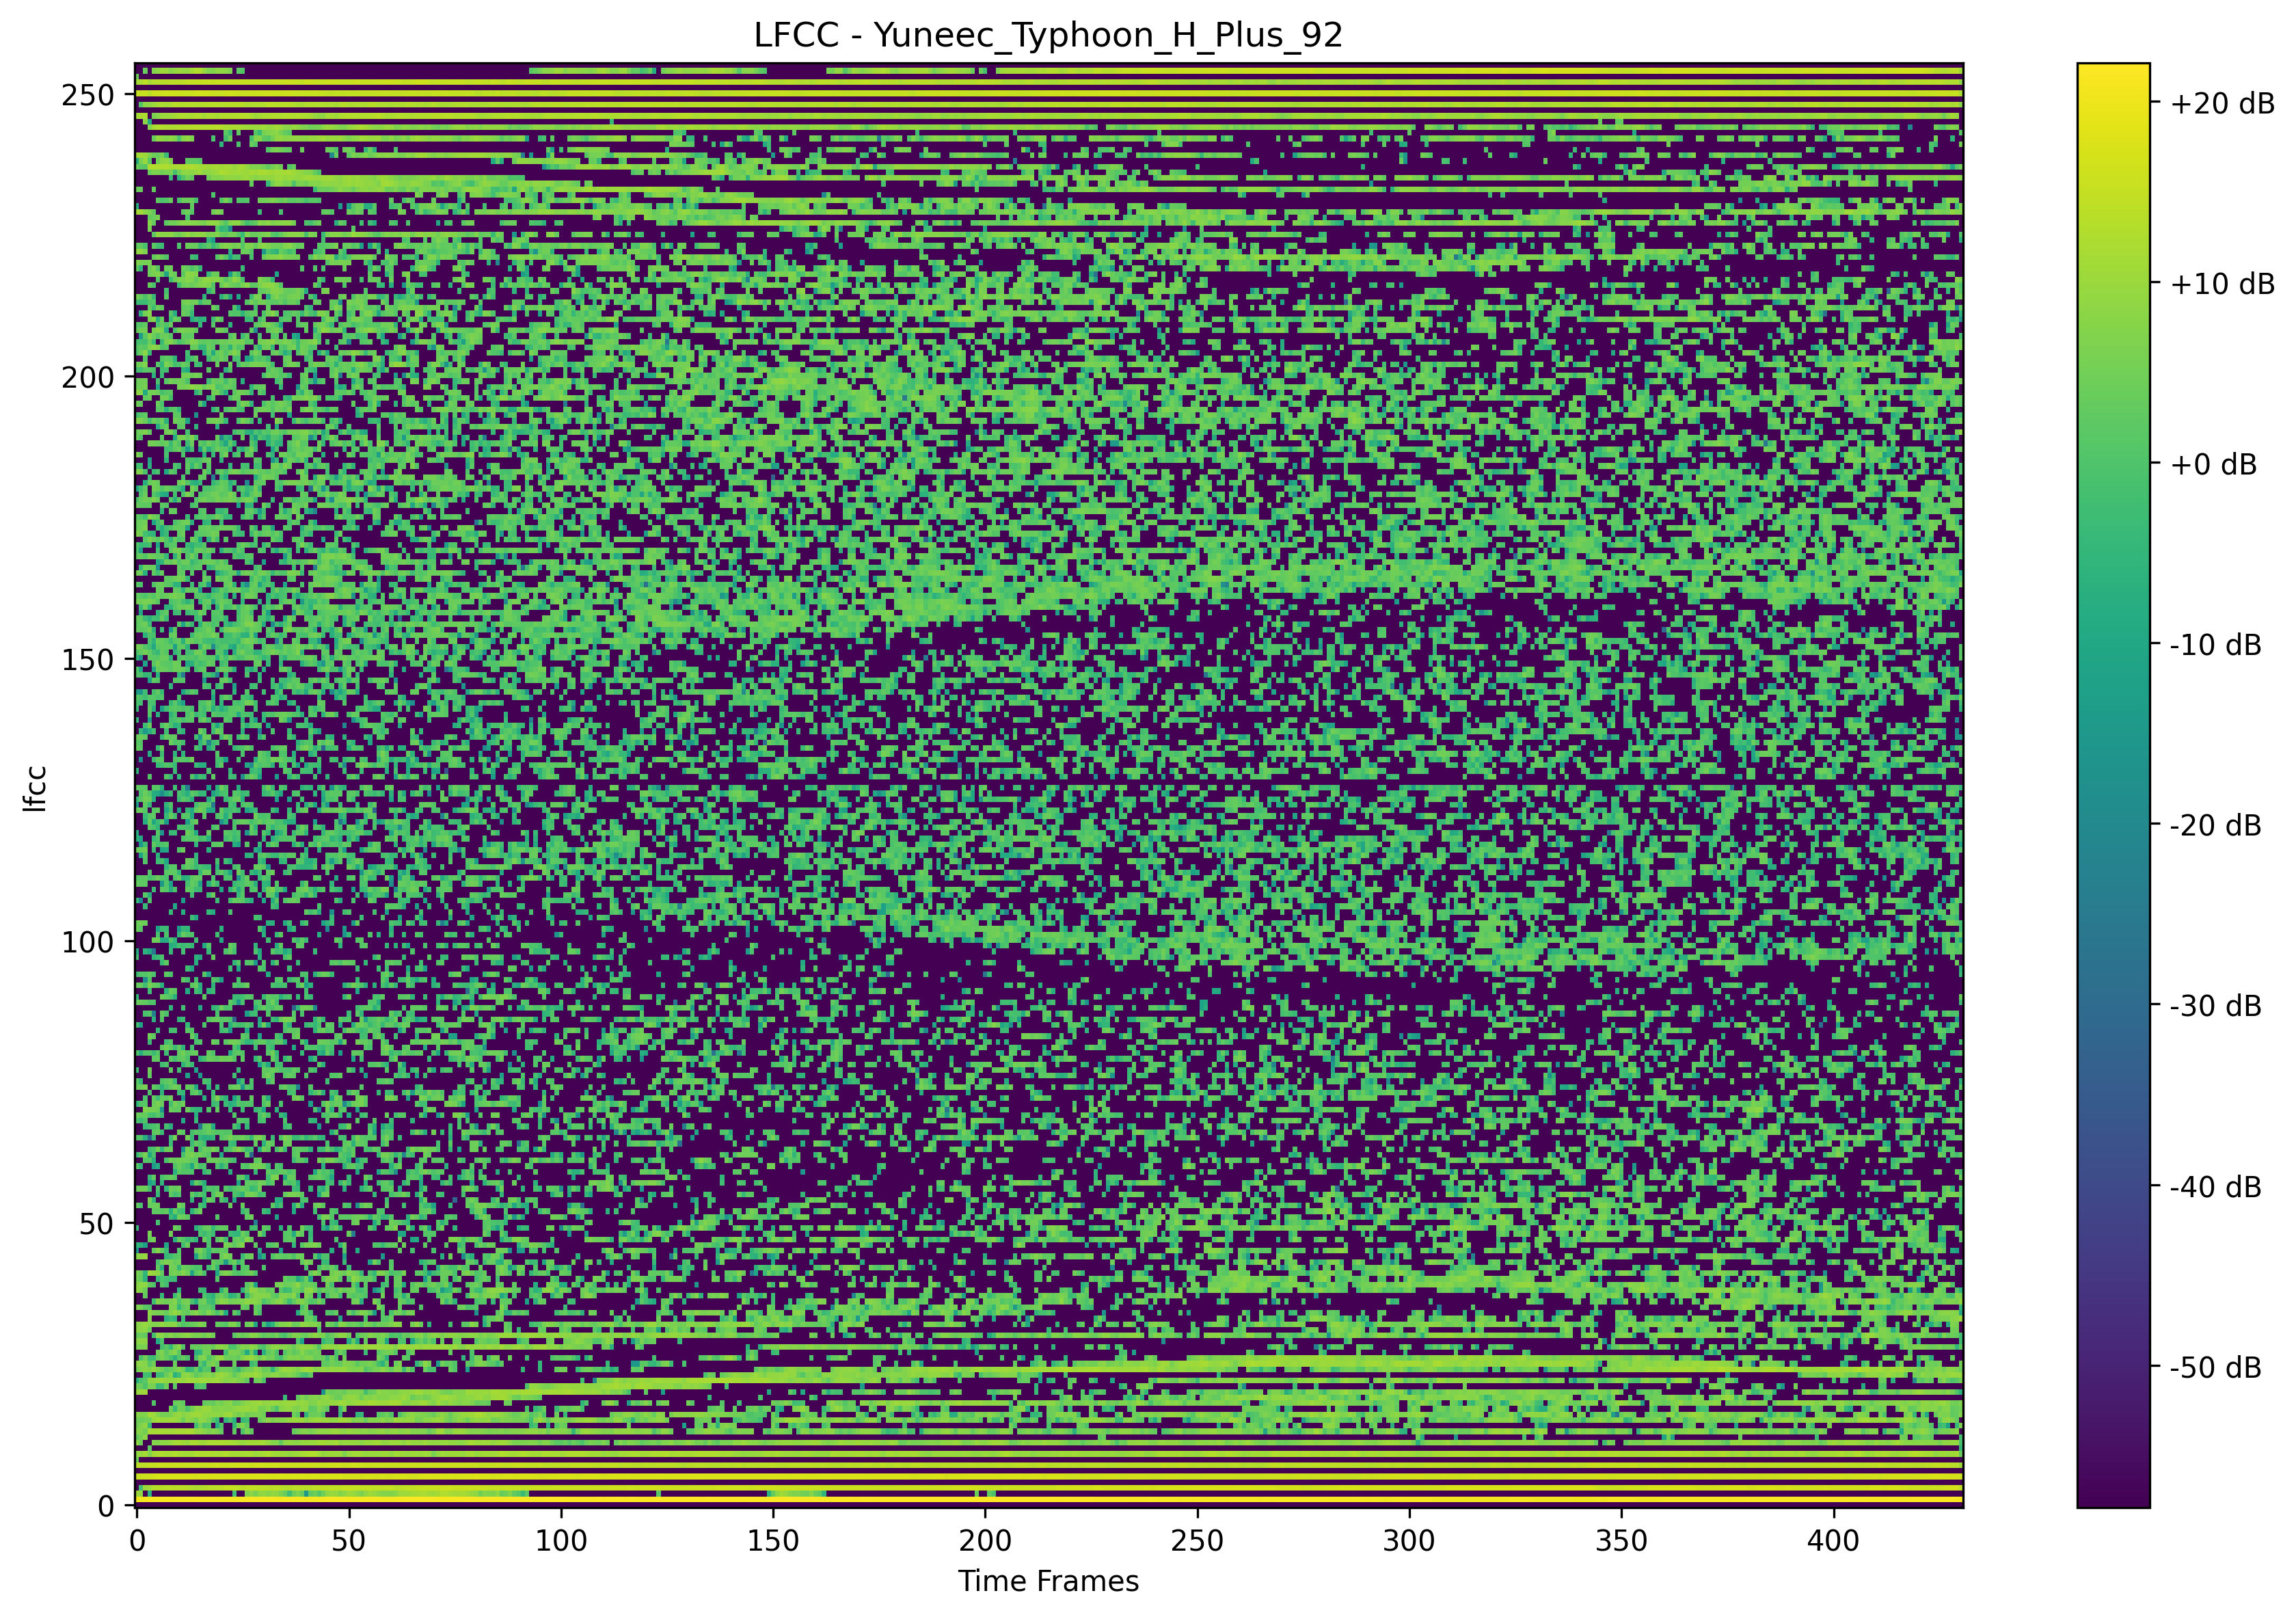 LFCC - Yuneec_Typhoon_H_Plus_92
250
200
150
100
50
0
lfcc
0 50 100 150 200 250 300 350 400
Time Frames
+20 dB
+10 dB
+0 dB
-10 dB
-20 dB
-30 dB
-40 dB
-50 dB